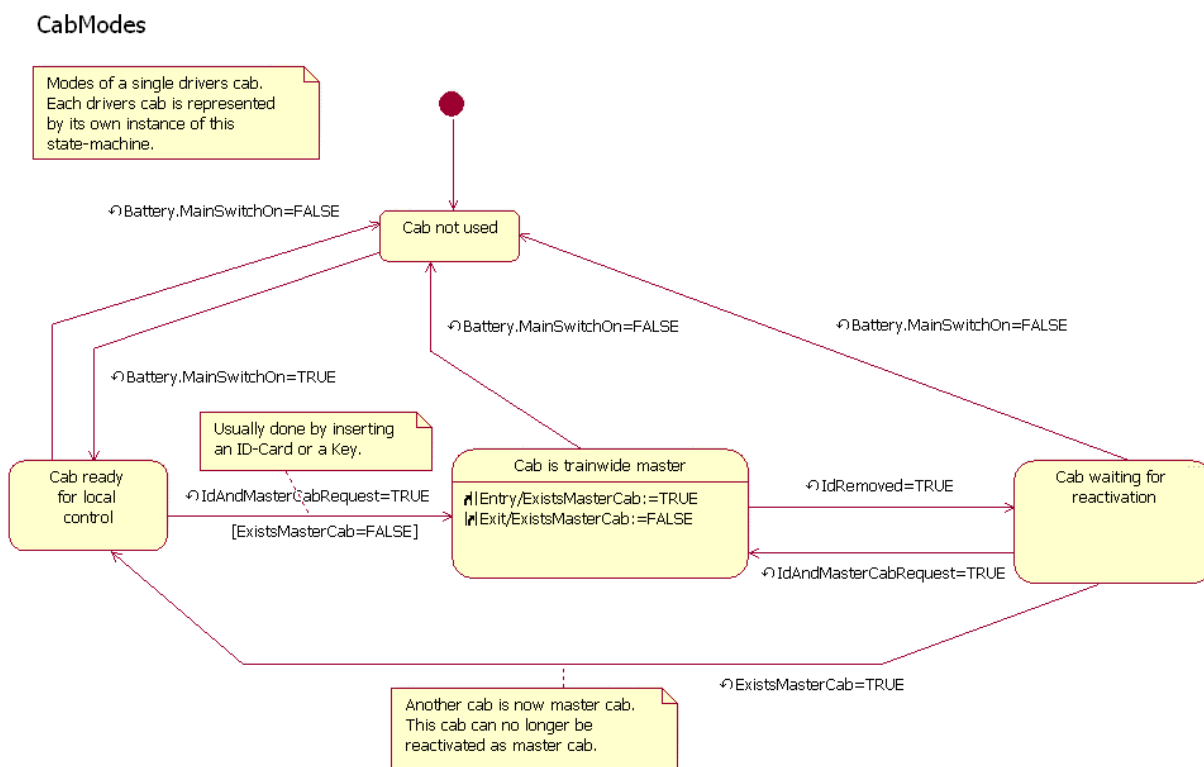 CabModes
Modes of a single drivers cab.
Each drivers cab is represented
by its own instance of this
state-machine.
Battery.MainSwitchOn=FALSE
Cab not used
Battery.MainSwitchOn=FALSE
Battery.MainSwitchOn=FALSE
Battery.MainSwitchOn=TRUE
Usually done by inserting
an ID-Card or a Key.
Cab ready
for local
control
IdAndMasterCabRequest=TRUE
[ExistsMasterCab=FALSE]
Cab is trainwide master
Entry/ExistsMasterCab:=TRUE
Exit/ExistsMasterCab:=FALSE
IdRemoved=TRUE
Cab waiting for
reactivation
IdAndMasterCabRequest=TRUE
ExistsMasterCab=TRUE
Another cab is now master cab.
This cab can no longer be
reactivated as master cab.